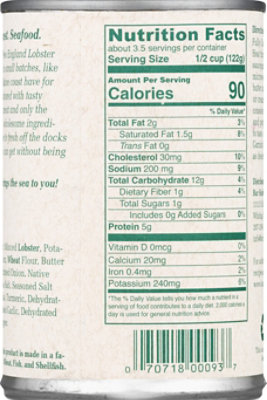 Seafood.
England Lobster
small batches, like
coast have for
with tasty
and only the
wholesome ingredi-
fresh off the docks
get without being
the sea to you!
Lobster, Pota-
Wheat Flour, Butter
Onion, Native
Seasoned Salt
Turmeric, Dehydrat-
Garlic, Dehydrated
product is made in a fa-
Wheat, Fish, and Shellfish.
Nutrition Facts
about 3.5 servings per container
Serving Size 1/2 cup (122g)
Amount Per Serving
Calories 90
% Daily Value*
Total Fat 2g 3%
Saturated Fat 1.5g 8%
Trans Fat 0g
Cholesterol 30mg 10%
Sodium 200 mg 9%
Total Carbohydrate 12g 4%
Dietary Fiber 1g 4%
Total Sugars 1g
Includes 0g Added Sugars 0%
Protein 5g
Vitamin D 0mcg 0%
Calcium 20mg 2%
Iron 0.4mg 2%
Potassium 240mg 6%
*The % Daily Value tells you how much a nutrient in a
serving of food contributes to a daily diet. 2,000 calories a
day is used for general nutrition advice.
0 70718 00093 7